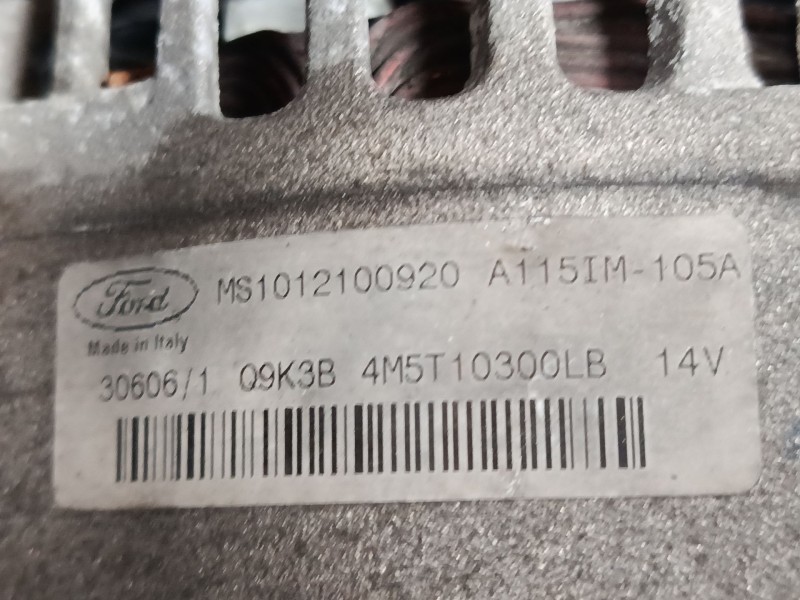 Ford MS1012100920 A115IM-105A
Made in Italy
30606/1 Q9K3B 4M5T10300LB 14V